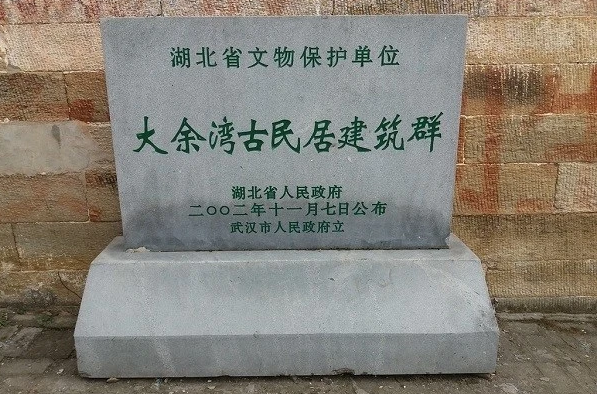 湖北省文物保护单位
大余湾古民居建筑群
湖北省人民政府
二〇〇二年十一月七日公布
武汉市人民政府立